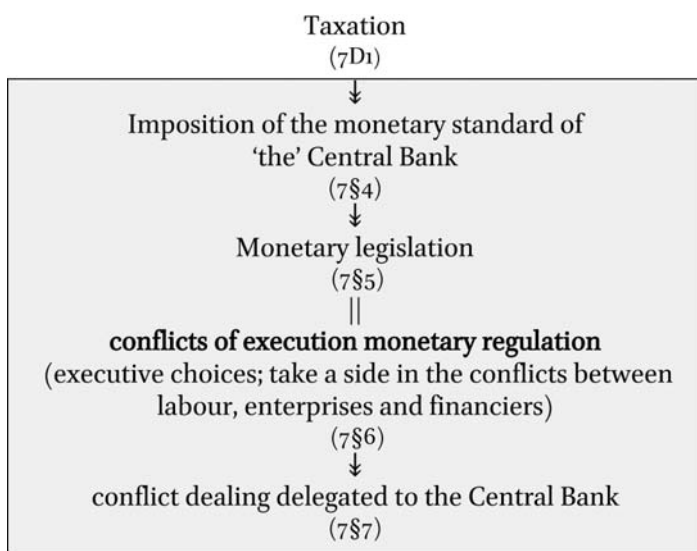 Taxation
(7D1)
↡
Imposition of the monetary standard of
‘the’ Central Bank
(7§4)
↡
Monetary legislation
(7§5)
||
conflicts of execution monetary regulation
(executive choices; take a side in the conflicts between
labour, enterprises and financiers)
(7§6)
↡
conflict dealing delegated to the Central Bank
(7§7)